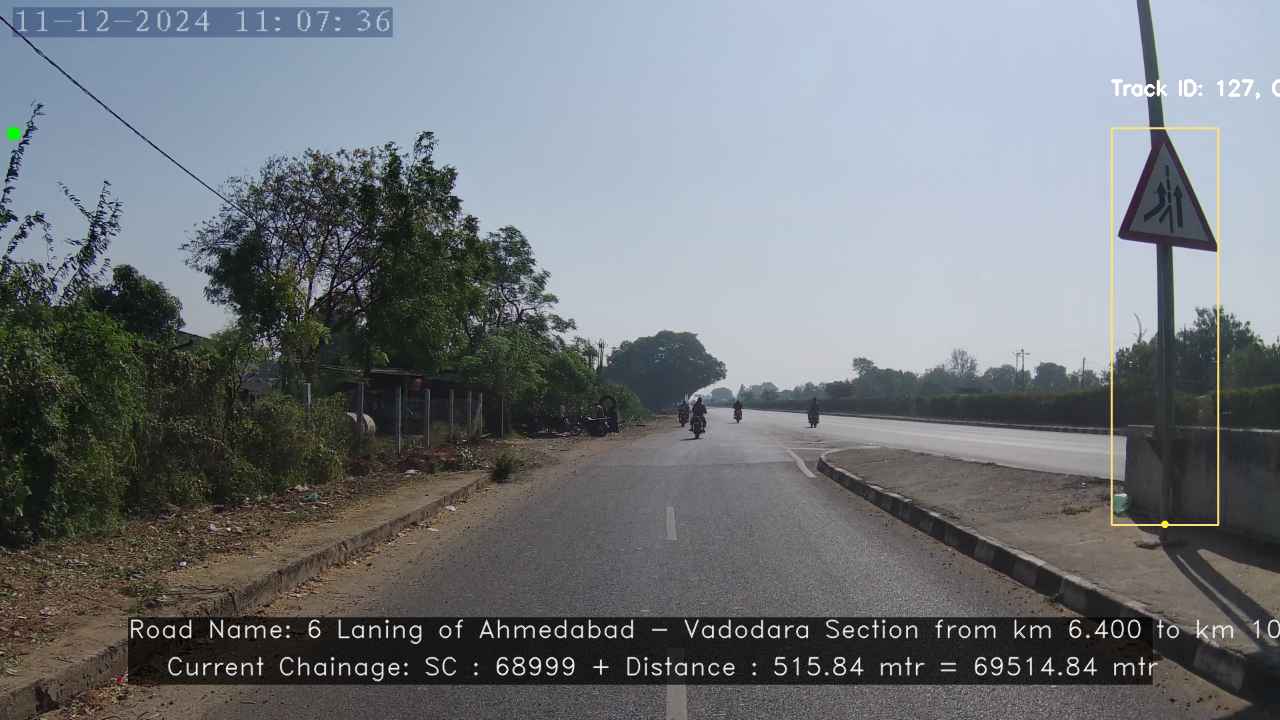 11-12-2024 11:07:36
Track ID: 127,
Road Name: 6 Laning of Ahmedabad - Vadodara Section from km 6.400 to km 10
Current Chainage: SC : 68999 + Distance : 515.84 mtr = 69514.84 mtr